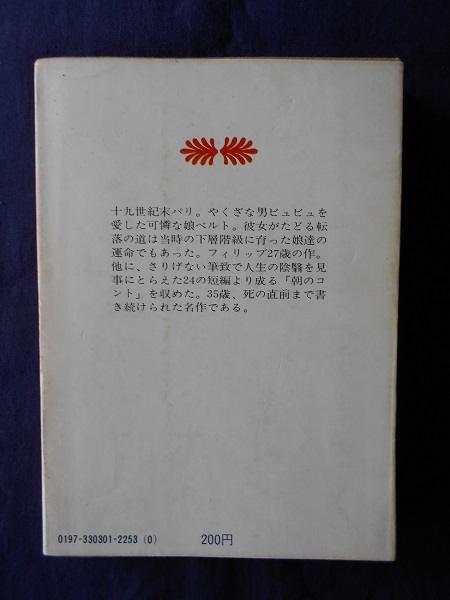 十九世紀末パリ。やくざな男ビュビュを
愛した可憐な娘ベルト。彼女がたどる転
落の道は当時の下層階級に育った娘達の
運命でもあった。フィリップ27歳の作。
他に、さりげない筆致で人生の陰翳を見
事にとらえた24の短編より成る「朝のコ
ント」を収めた。35歳、死の直前まで書
き続けられた名作である。
0197-330301-2253 (0)
200円